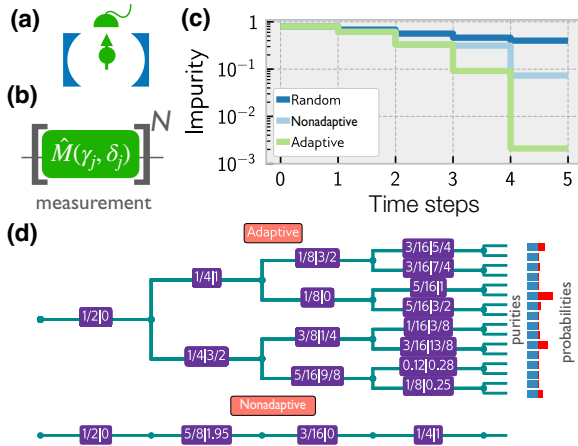 (a)
(b)
M̂(γj, δj)
N
measurement
(c)
Impurity
1
10⁻¹
10⁻²
10⁻³
Random
Nonadaptive
Adaptive
0 1 2 3 4 5
Time steps
(d)
Adaptive
1/2|0
1/4|1
1/4|3/2
1/8|3/2
1/8|0
3/8|1/4
5/16|9/8
3/16|5/4
3/16|7/4
5/16|1
5/16|3/2
1/16|3/8
3/16|13/8
0.12|0.28
1/8|0.25
purities
probabilities
Nonadaptive
1/2|0 5/8|1.95 3/16|0 1/4|1